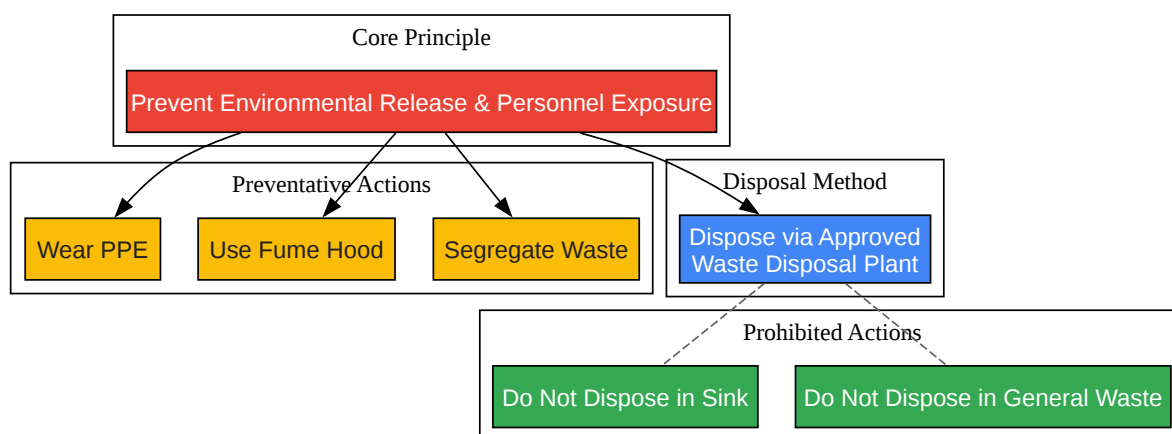 Core Principle
Prevent Environmental Release & Personnel Exposure
Preventative Actions
Wear PPE
Use Fume Hood
Segregate Waste
Disposal Method
Dispose via Approved
Waste Disposal Plant
Prohibited Actions
Do Not Dispose in Sink
Do Not Dispose in General Waste